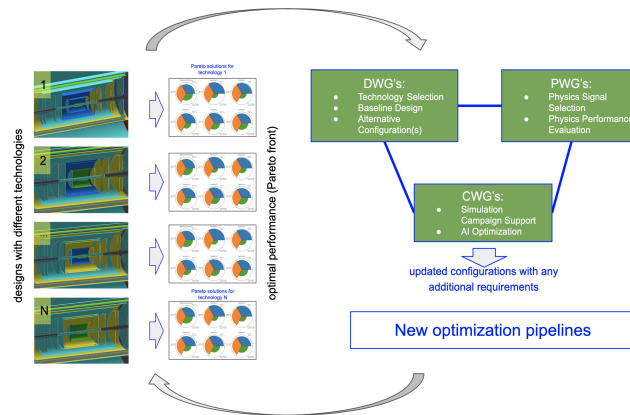 designs with different technologies
1
2
...
N
Pareto solutions for
technology 1
Pareto solutions for
technology N
optimal performance (Pareto front)
DWG's:
● Technology Selection
● Baseline Design
● Alternative
Configuration(s)
PWG's:
● Physics Signal
Selection
● Physics Performance
Evaluation
CWG's:
● Simulation
Campaign Support
● AI Optimization
updated configurations with any
additional requirements
New optimization pipelines